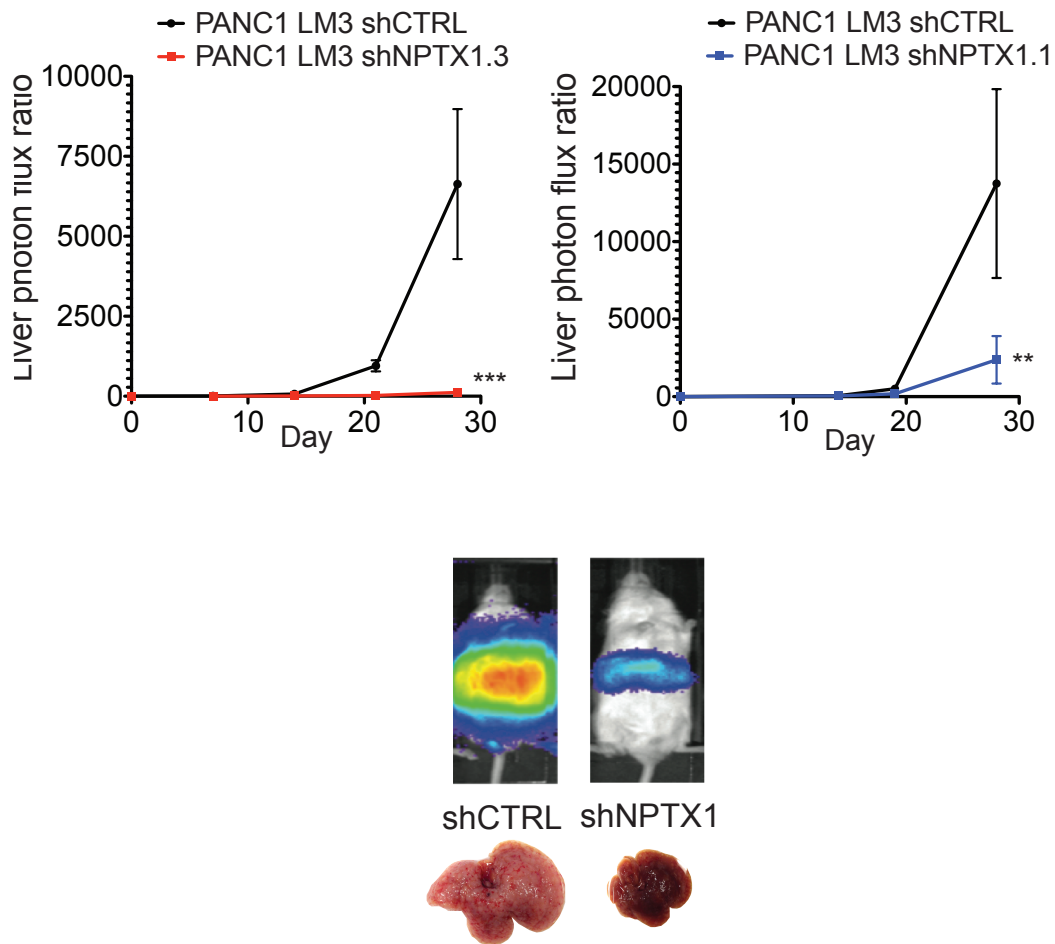 PANC1 LM3 shCTRL
PANC1 LM3 shNPTX1.3
10000
7500
5000
2500
0
Liver pnoton flux ratio
0 10 20 30
Day
***
PANC1 LM3 shCTRL
PANC1 LM3 shNPTX1.1
20000
15000
10000
5000
0
Liver photon flux ratio
0 10 20 30
Day
**
shCTRL shNPTX1